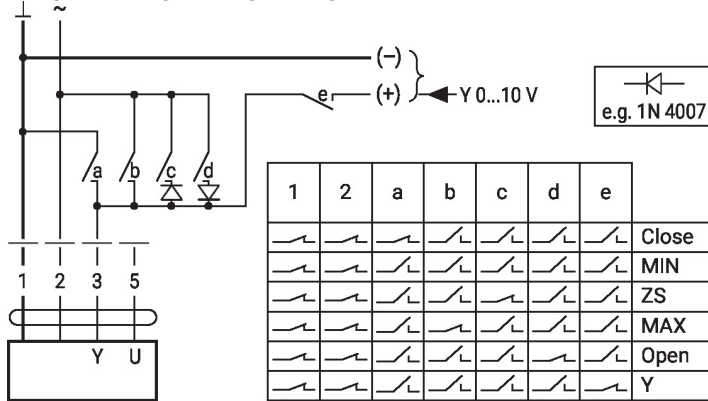 ~
(−)
e (+) Y 0...10 V
e.g. 1N 4007
a b c d
1 2 a b c d e
Close
MIN
ZS
MAX
Open
Y
1 2 3 5
Y U